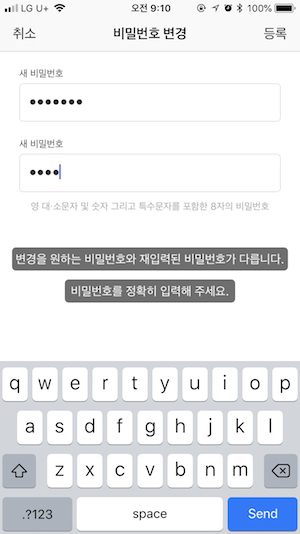 LG U+ 오전 9:10 100%
취소 비밀번호 변경 등록
새 비밀번호
•••••••
새 비밀번호
••••
영 대·소문자 및 숫자 그리고 특수문자를 포함한 8자의 비밀번호
변경을 원하는 비밀번호와 재입력된 비밀번호가 다릅니다.
비밀번호를 정확히 입력해 주세요.
q w e r t y u i o p
a s d f g h j k l
z x c v b n m
.?123 space Send